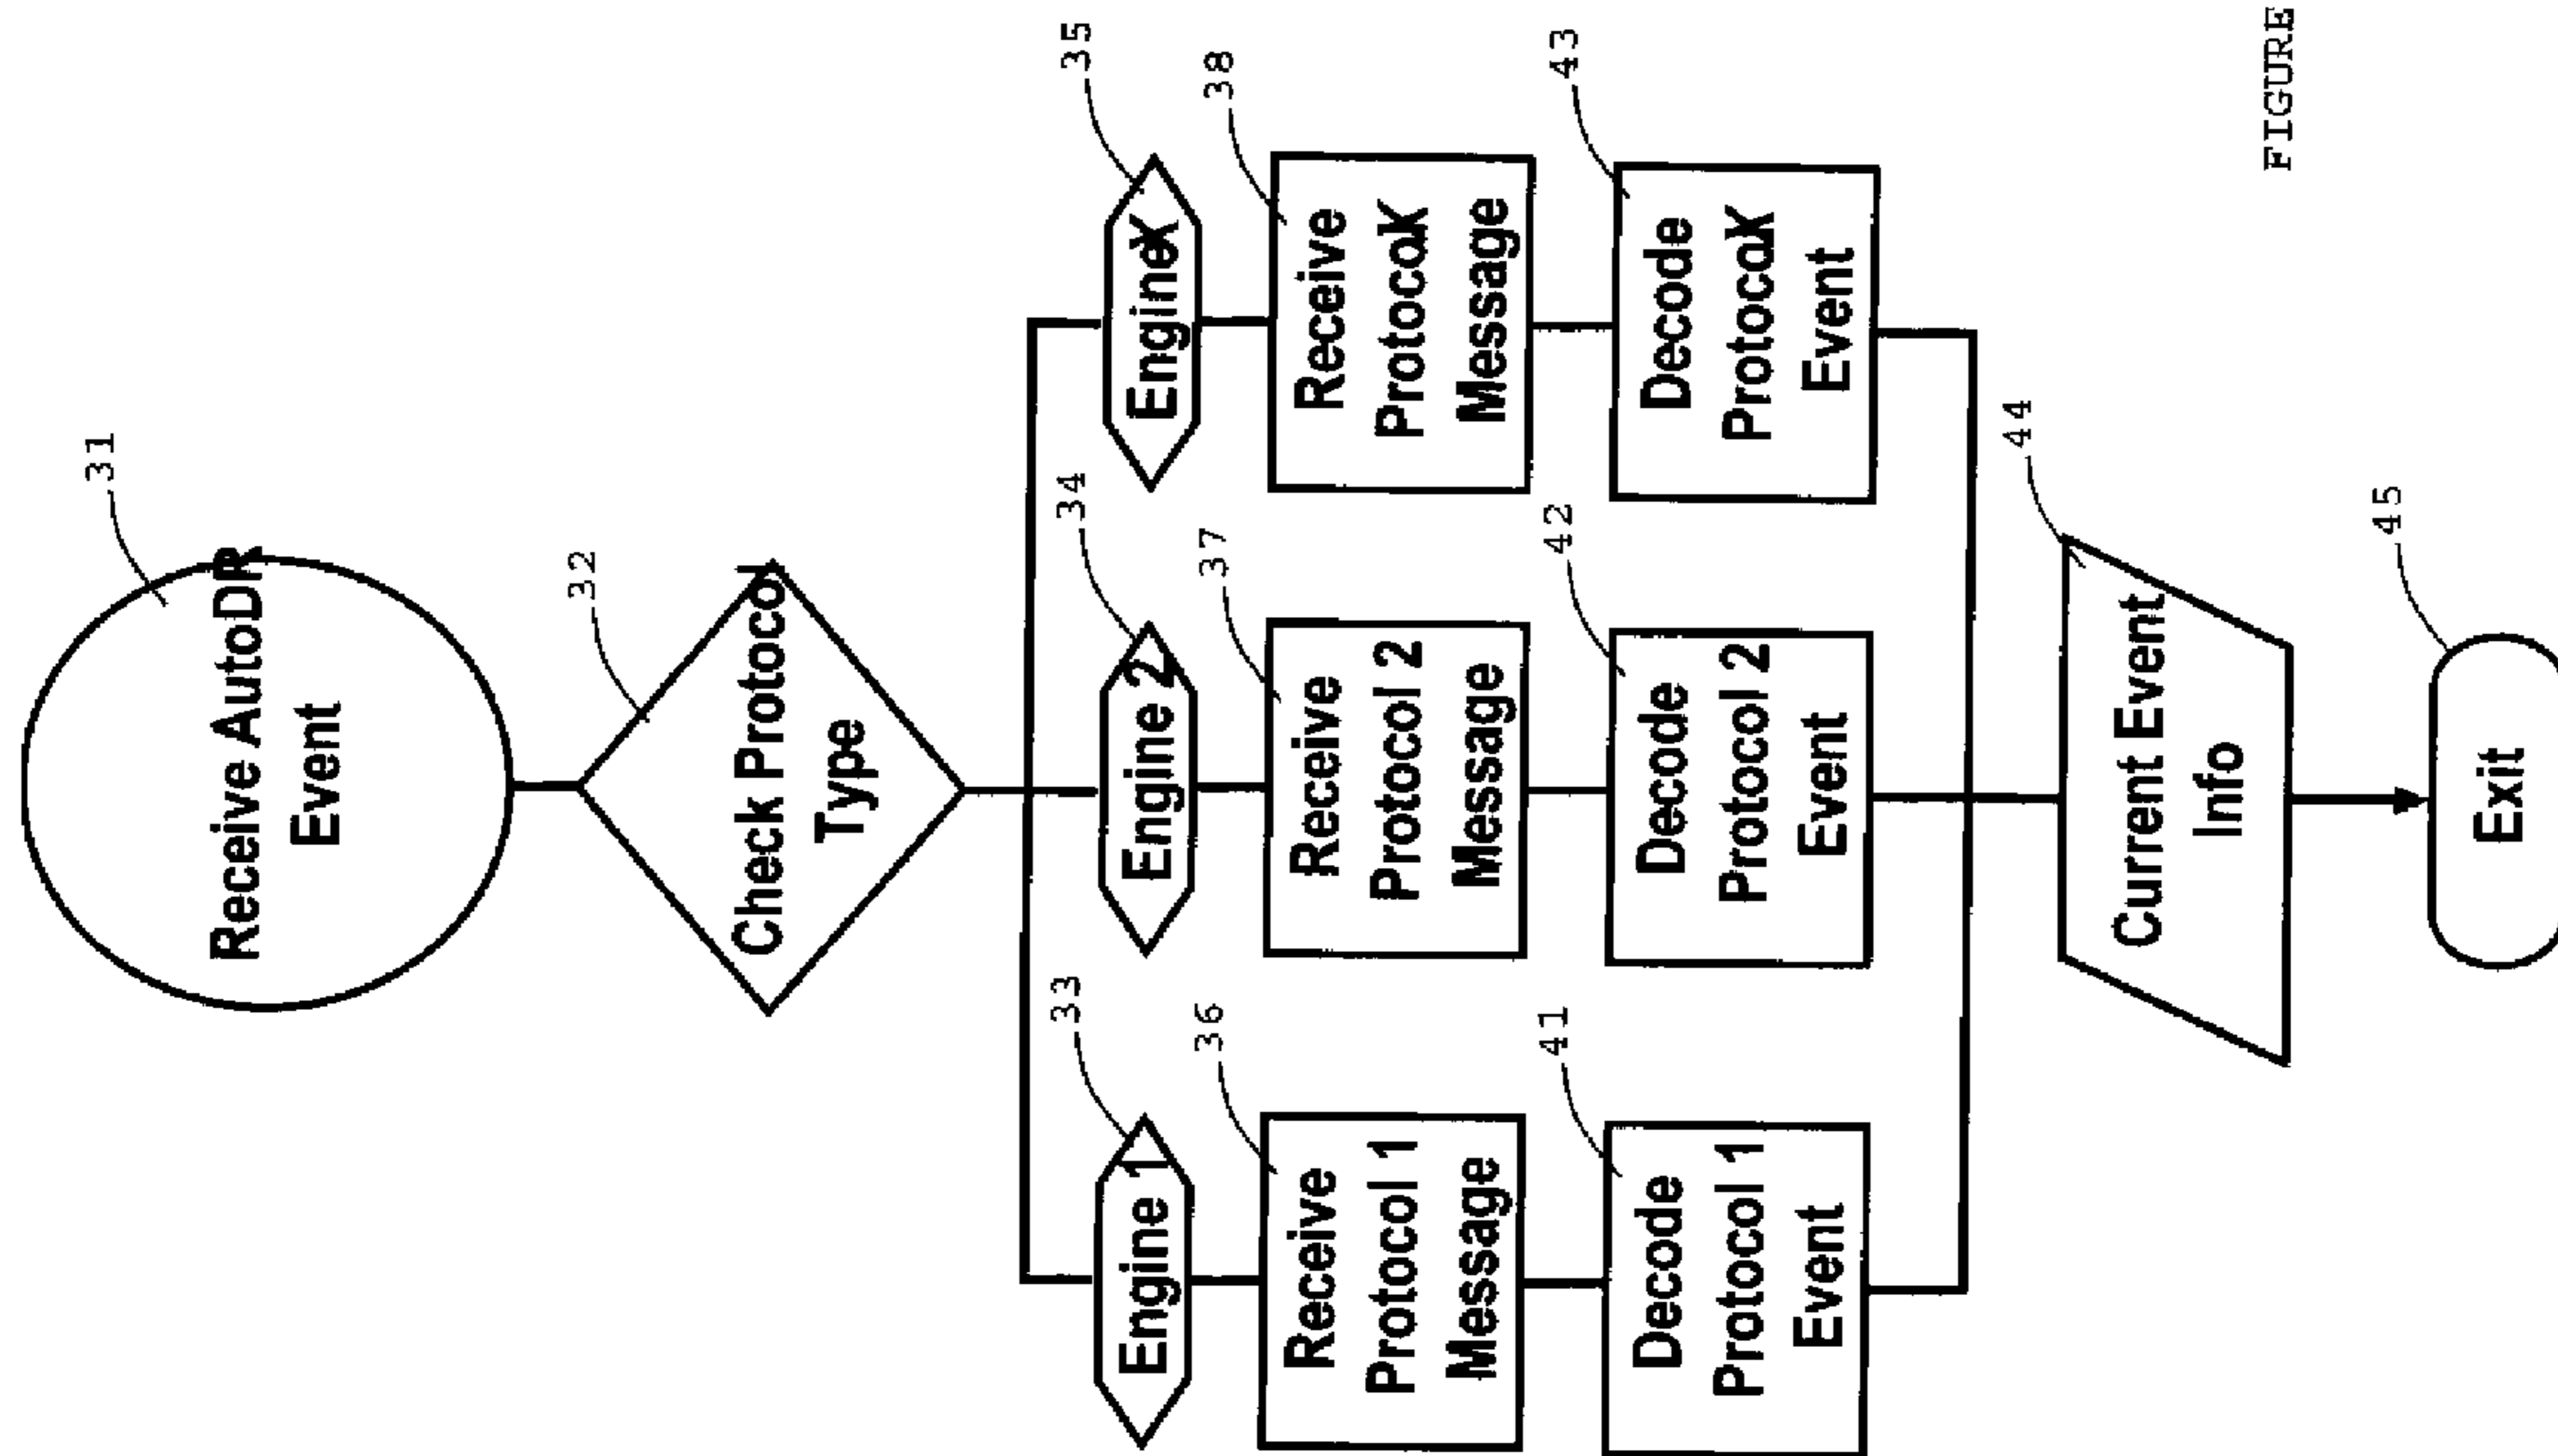 31
Receive AutoDR
Event
32
Check Protocol
Type
33
Engine 1
34
Engine 2
35
EngineX
36
Receive
Protocol 1
Message
37
Receive
Protocol 2
Message
38
Receive
ProtocolX
Message
41
Decode
Protocol 1
Event
42
Decode
Protocol 2
Event
43
Decode
ProtocolX
Event
44
Current Event
Info
45
Exit
FIGURE